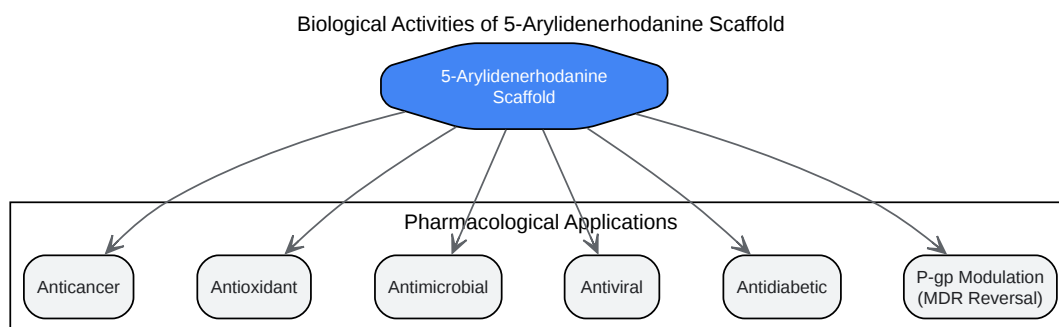 Biological Activities of 5-Arylidenerhodanine Scaffold
5-Arylidenerhodanine
Scaffold
Pharmacological Applications
Anticancer
Antioxidant
Antimicrobial
Antiviral
Antidiabetic
P-gp Modulation
(MDR Reversal)